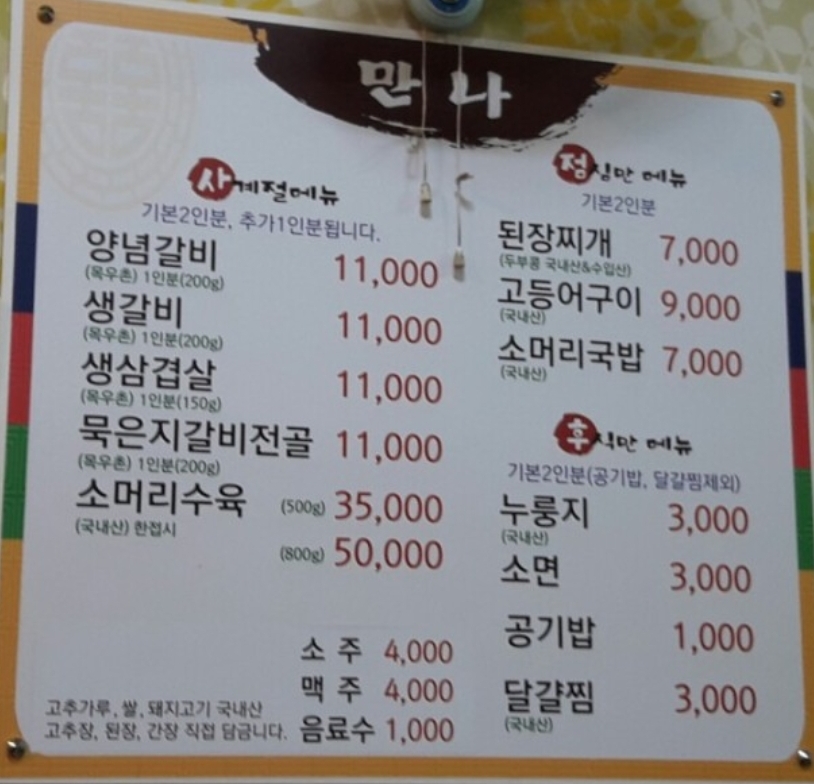 만나
사계절메뉴
기본2인분, 추가1인분됩니다.
양념갈비 11,000
(목우촌) 1인분(200g)
생갈비 11,000
(목우촌) 1인분(200g)
생삼겹살 11,000
(목우촌) 1인분(150g)
묵은지갈비전골 11,000
(목우촌) 1인분(200g)
소머리수육 (500g) 35,000
(국내산) 한접시
(800g) 50,000
소주 4,000
맥주 4,000
음료수 1,000
고추가루, 쌀, 돼지고기 국내산
고추장, 된장, 간장 직접 담금니다.
점심만 메뉴
기본2인분
된장찌개 7,000
(두부콩 국내산&수입산)
고등어구이 9,000
(국내산)
소머리국밥 7,000
(국내산)
후식만 메뉴
기본2인분(공기밥, 달걀찜제외)
누룽지 3,000
(국내산)
소면 3,000
공기밥 1,000
달걀찜 3,000
(국내산)